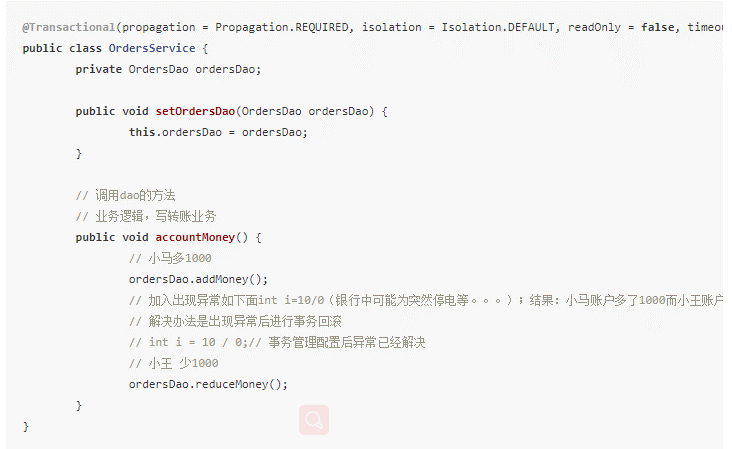 @Transactional(propagation = Propagation.REQUIRED, isolation = Isolation.DEFAULT, readOnly = false, timeou
public class OrdersService {
private OrdersDao ordersDao;
public void setOrdersDao(OrdersDao ordersDao) {
this.ordersDao = ordersDao;
}
// 调用dao的方法
// 业务逻辑，写转账业务
public void accountMoney() {
// 小马多1000
ordersDao.addMoney();
// 加入出现异常如下面int i=10/0（银行中可能为突然停电等。。。）；结果：小马账户多了1000而小王账户
// 解决办法是出现异常后进行事务回滚
// int i = 10 / 0;// 事务管理配置后异常已经解决
// 小王 少1000
ordersDao.reduceMoney();
}
}